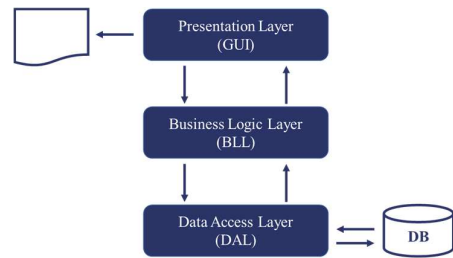 Presentation Layer
(GUI)
Business Logic Layer
(BLL)
Data Access Layer
(DAL)
DB